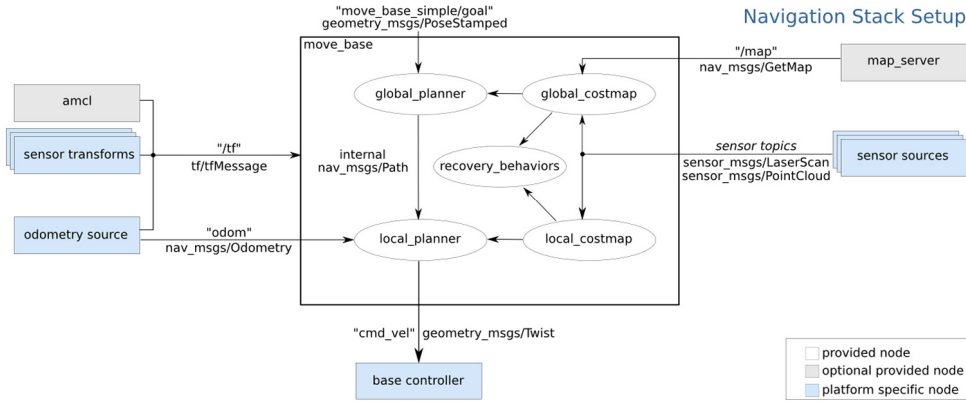 "move_base_simple/goal"
geometry_msgs/PoseStamped
Navigation Stack Setup
move_base
"/map"
nav_msgs/GetMap
map_server
global_planner
global_costmap
amcl
sensor transforms
"/tf"
tf/tfMessage
internal
nav_msgs/Path
recovery_behaviors
sensor topics
sensor_msgs/LaserScan
sensor_msgs/PointCloud
sensor sources
odometry source
"odom"
nav_msgs/Odometry
local_planner
local_costmap
"cmd_vel" geometry_msgs/Twist
base controller
provided node
optional provided node
platform specific node